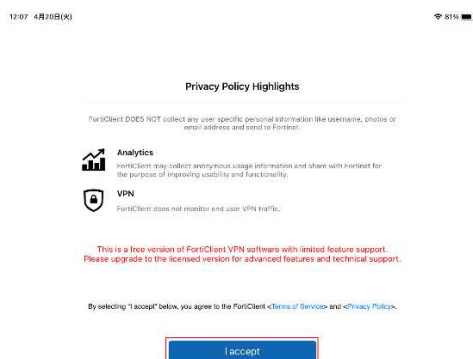 12:07 4月20日(火)
81%
Privacy Policy Highlights
FortiClient DOES NOT collect any user specific personal information like username, photos or
email address and send to Fortinet.
Analytics
FortiClient may collect anonymous usage information and share with Fortinet for
the purpose of improving usability and functionality.
VPN
FortiClient does not monitor end user VPN traffic.
This is a free version of FortiClient VPN software with limited feature support.
Please upgrade to the licensed version for advanced features and technical support.
By selecting "I accept" below, you agree to the FortiClient <Terms of Service> and <Privacy Policy>.
I accept